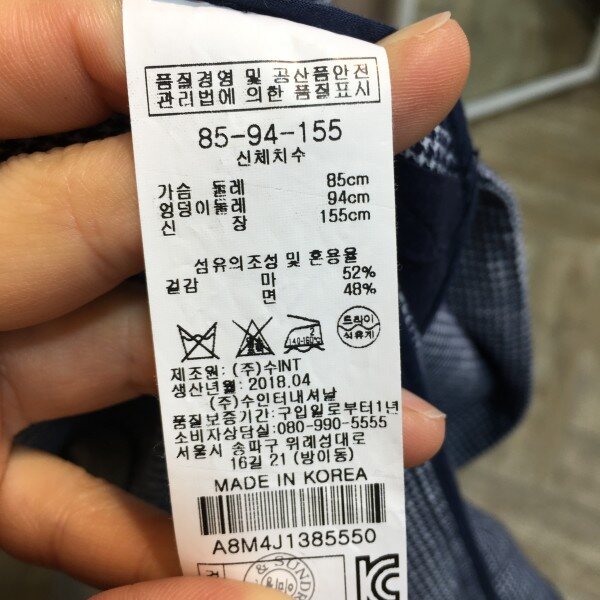 품질경영 및 공산품안전
관리법에 의한 품질표시
85-94-155
신체치수
가슴 둘레 85cm
엉덩이둘레 94cm
신 장 155cm
섬유의조성 및 혼용율
겉감 마 52%
면 48%
드라이
석유계
제조원: (주)수INT
생산년월: 2018.04
(주)수인터내셔날
품질보증기간: 구입일로부터1년
소비자상담실: 080-990-5555
서울시 송파구 위례성대로
16길 21 (방이동)
MADE IN KOREA
A8M4J1385550